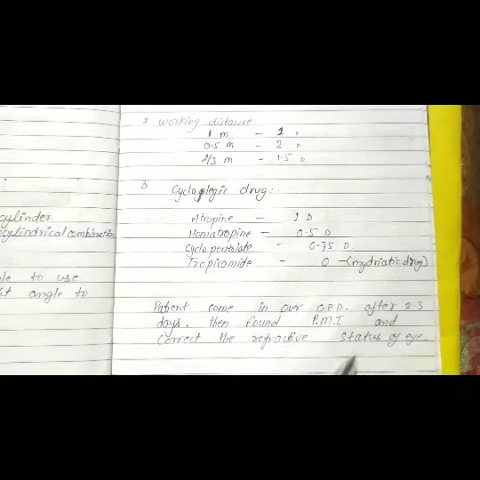 2 working distance
1 m - 1 D
0.5 m - 2 D
2/3 m - 1.5 D
3. Cycloplegic drug:-
cylinder
cylindrical combination
Atropine - 1 D
Homatropine - 0.5 D
Cyclopentolate - 0.75 D.
Tropicamide - 0 -(mydriatic drug)
ble to use
angle to
Patient come in our O.P.D. after 2-3
days. then found P.M.T and
correct the refractive status of eye.